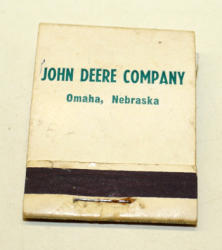 JOHN DEERE COMPANY
Omaha, Nebraska